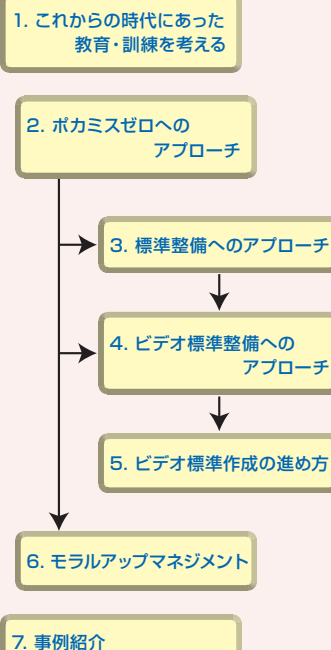 1. これからの時代にあった
教育・訓練を考える
2. ポカミスゼロへの
アプローチ
3. 標準整備へのアプローチ
4. ビデオ標準整備への
アプローチ
5. ビデオ標準作成の進め方
6. モラルアップマネジメント
7. 事例紹介